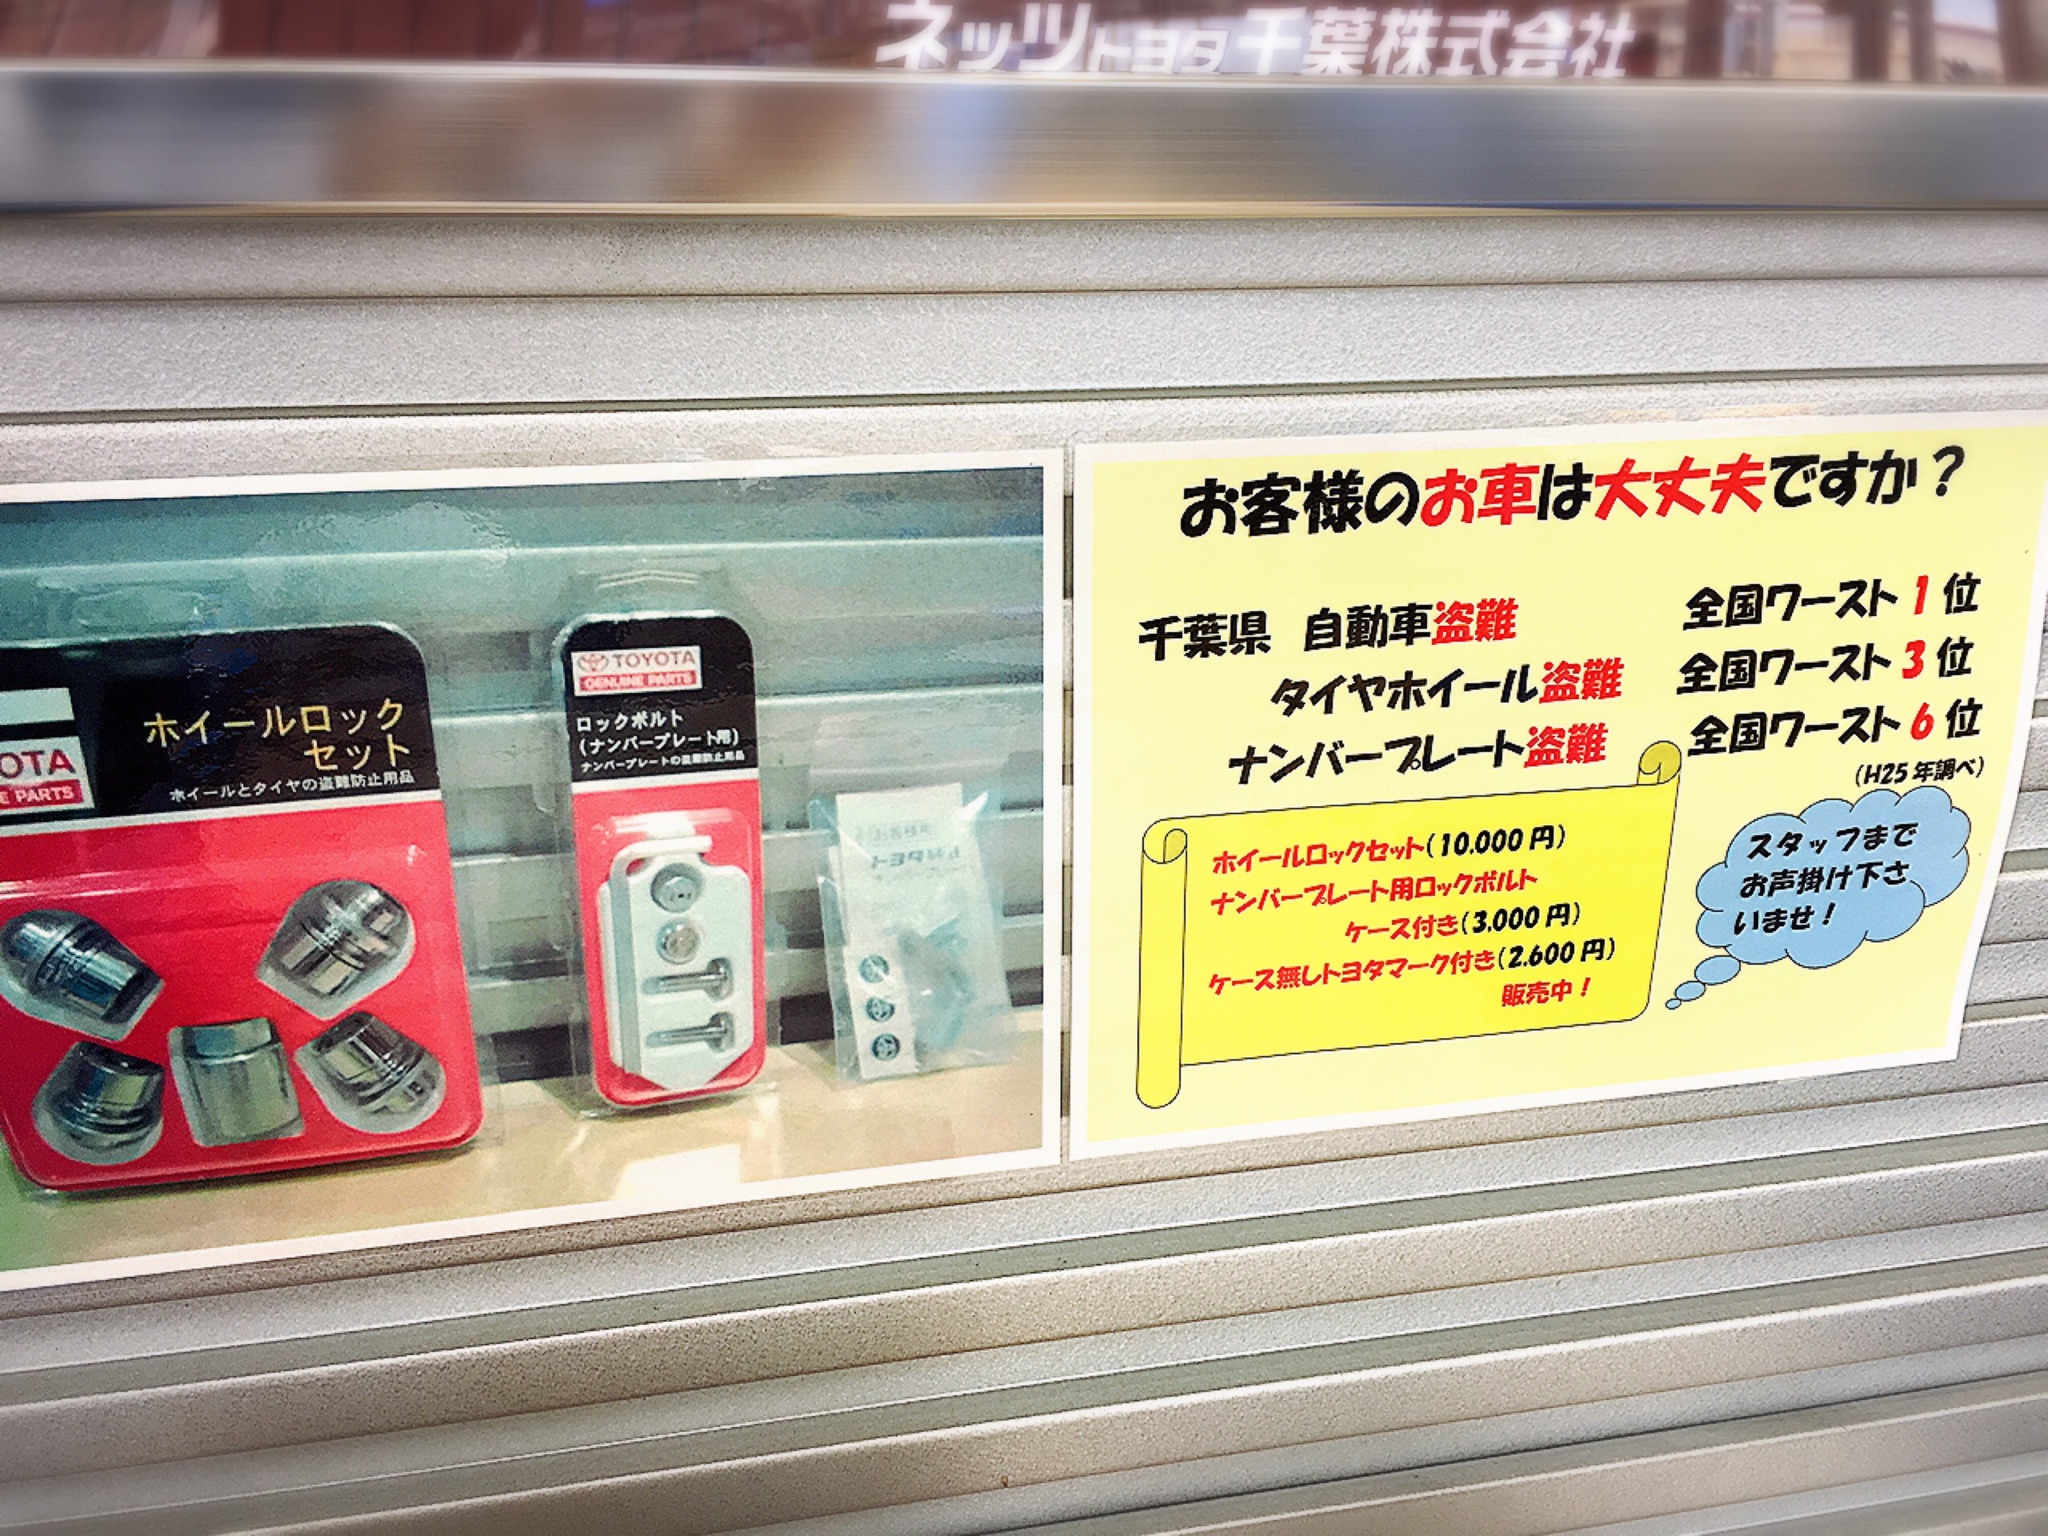 ネッツトヨタ千葉株式会社
OTA
E PARTS
ホイールロック
セット
ホイールとタイヤの盗難防止用品
TOYOTA
GENUINE PARTS
ロックボルト
(ナンバープレート用)
ナンバープレートの盗難防止用品
お客様のお車は大丈夫ですか？
千葉県 自動車盗難 全国ワースト1位
タイヤホイール盗難 全国ワースト3位
ナンバープレート盗難 全国ワースト6位
(H25年調べ)
ホイールロックセット(10,000円)
ナンバープレート用ロックボルト
ケース付き(3,000円)
ケース無しトヨタマーク付き(2,600円)
販売中！
スタッフまで
お声掛け下さ
いませ！